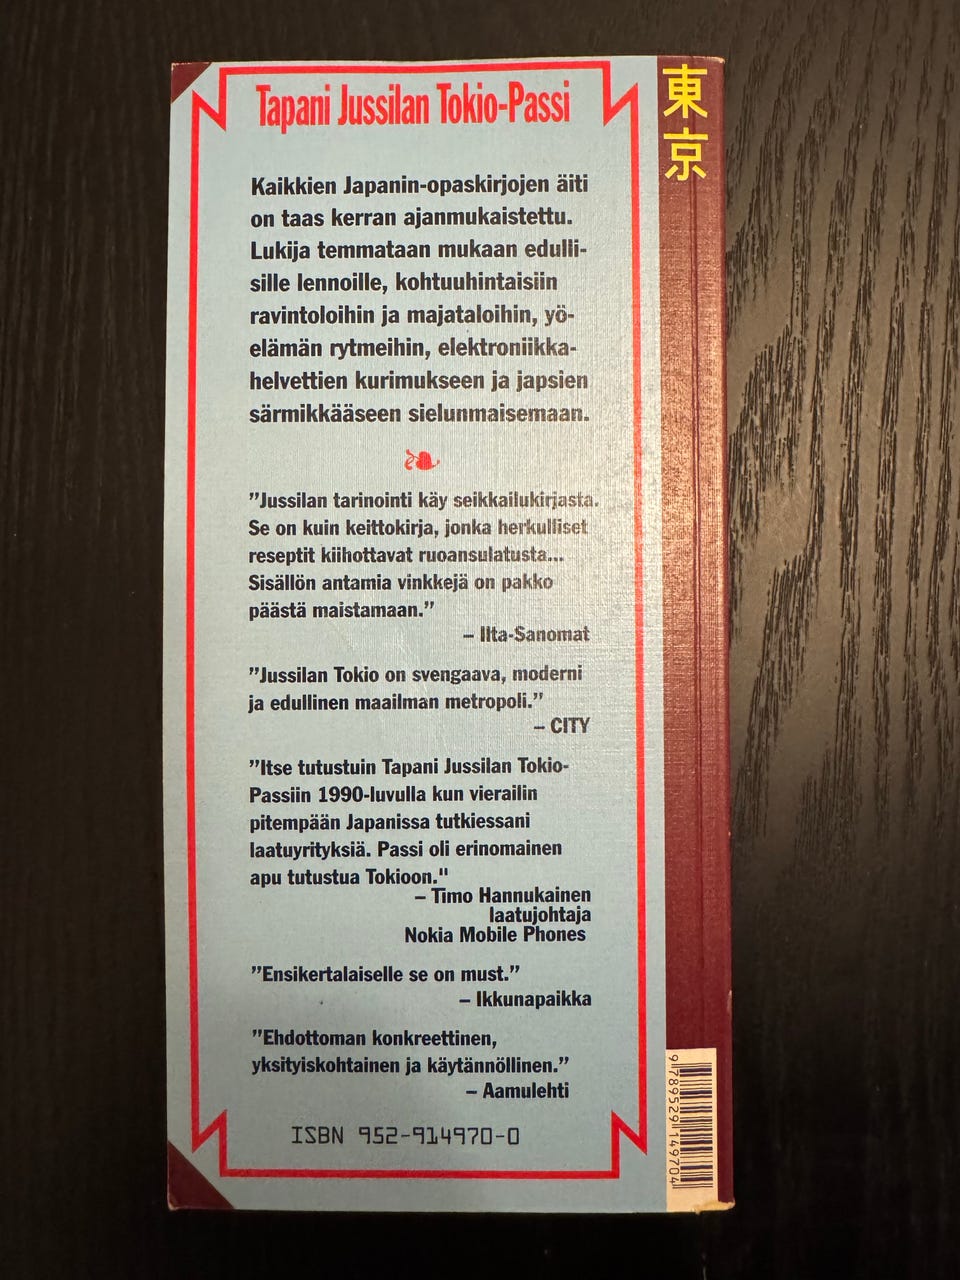 Tapani Jussilan Tokio-Passi
Kaikkien Japanin-opaskirjojen äiti
on taas kerran ajanmukaistettu.
Lukija temmataan mukaan edulli-
sille lennoille, kohtuuhintaisiin
ravintoloihin ja majataloihin, yö-
elämän rytmeihin, elektroniikka-
helvettien kurimukseen ja japsien
särmikkääseen sielunmaisemaan.
”Jussilan tarinointi käy seikkailukirjasta.
Se on kuin keittokirja, jonka herkulliset
reseptit kiihottavat ruoansulatusta...
Sisällön antamia vinkkejä on pakko
päästä maistamaan.”
– Ilta-Sanomat
”Jussilan Tokio on svengaava, moderni
ja edullinen maailman metropoli.”
– CITY
”Itse tutustuin Tapani Jussilan Tokio-
Passiin 1990-luvulla kun vierailin
pitempään Japanissa tutkiessani
laatuyrityksiä. Passi oli erinomainen
apu tutustua Tokioon."
– Timo Hannukainen
laatujohtaja
Nokia Mobile Phones
”Ensikertalaiselle se on must.”
– Ikkunapaikka
”Ehdottoman konkreettinen,
yksityiskohtainen ja käytännöllinen.”
– Aamulehti
ISBN 952-914970-0
東京
9 789529 149704